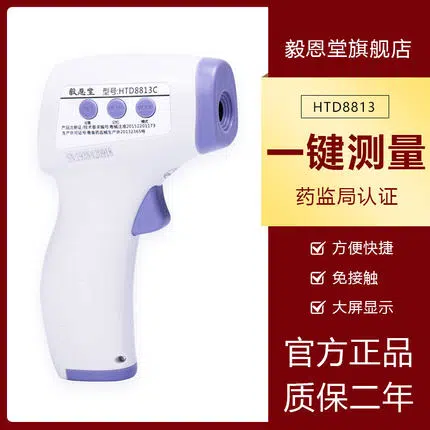 毅恩堂旗舰店
毅恩堂 型号:HTD8813C
HTD8813
一键测量
药监局认证
方便快捷
免接触
大屏显示
官方正品
质保二年